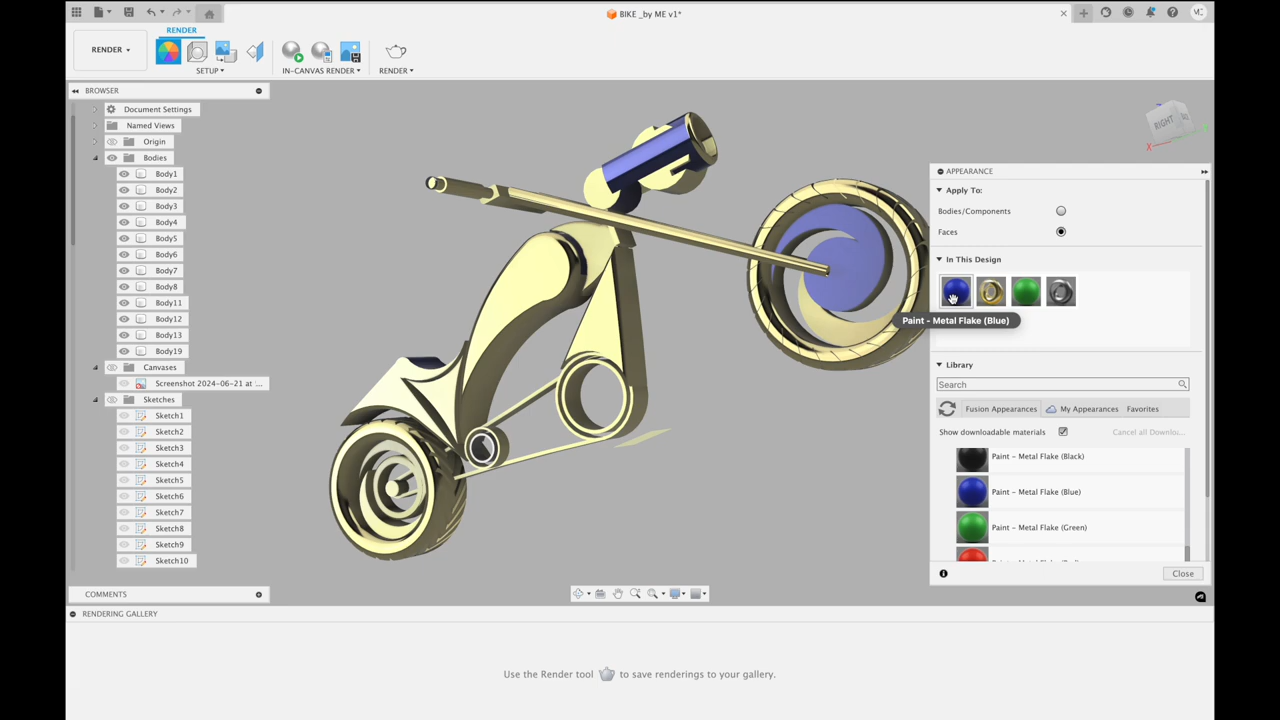 BIKE _by ME v1*
RENDER
RENDER
SETUP
IN-CANVAS RENDER
RENDER
BROWSER
Document Settings
Named Views
Origin
Bodies
Body1
Body2
Body3
Body4
Body5
Body6
Body7
Body8
Body11
Body12
Body13
Body19
Canvases
Screenshot 2024-06-21 at '...
Sketches
Sketch1
Sketch2
Sketch3
Sketch4
Sketch5
Sketch6
Sketch7
Sketch8
Sketch9
Sketch10
COMMENTS
RIGHT
X
APPEARANCE
Apply To:
Bodies/Components
Faces
In This Design
Paint - Metal Flake (Blue)
Library
Search
Fusion Appearances
My Appearances
Favorites
Show downloadable materials
Cancel all Downlo...
Paint - Metal Flake (Black)
Paint - Metal Flake (Blue)
Paint - Metal Flake (Green)
Close
RENDERING GALLERY
Use the Render tool to save renderings to your gallery.